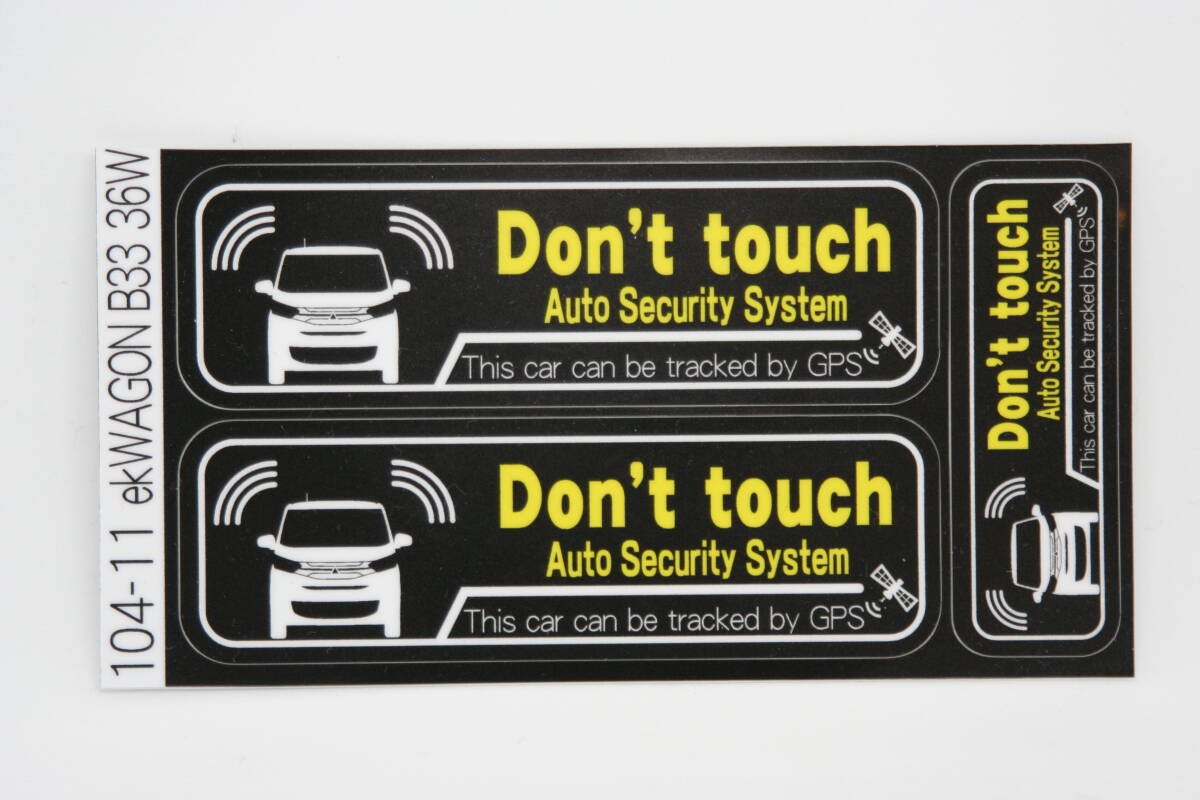 104-11 ekWAGON B33 36W
Don't touch
Auto Security System
This car can be tracked by GPS
Don't touch
Auto Security System
This car can be tracked by GPS
Don't touch
Auto Security System
This car can be tracked by GPS